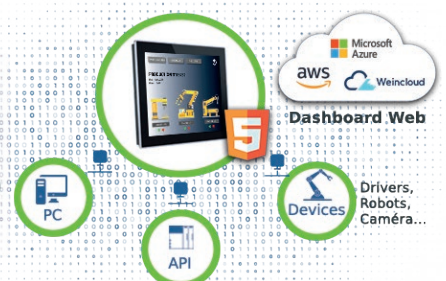 Microsoft
Azure
aws
Weincloud
Dashboard Web
5
PC
API
Devices
Drivers,
Robots,
Caméra...